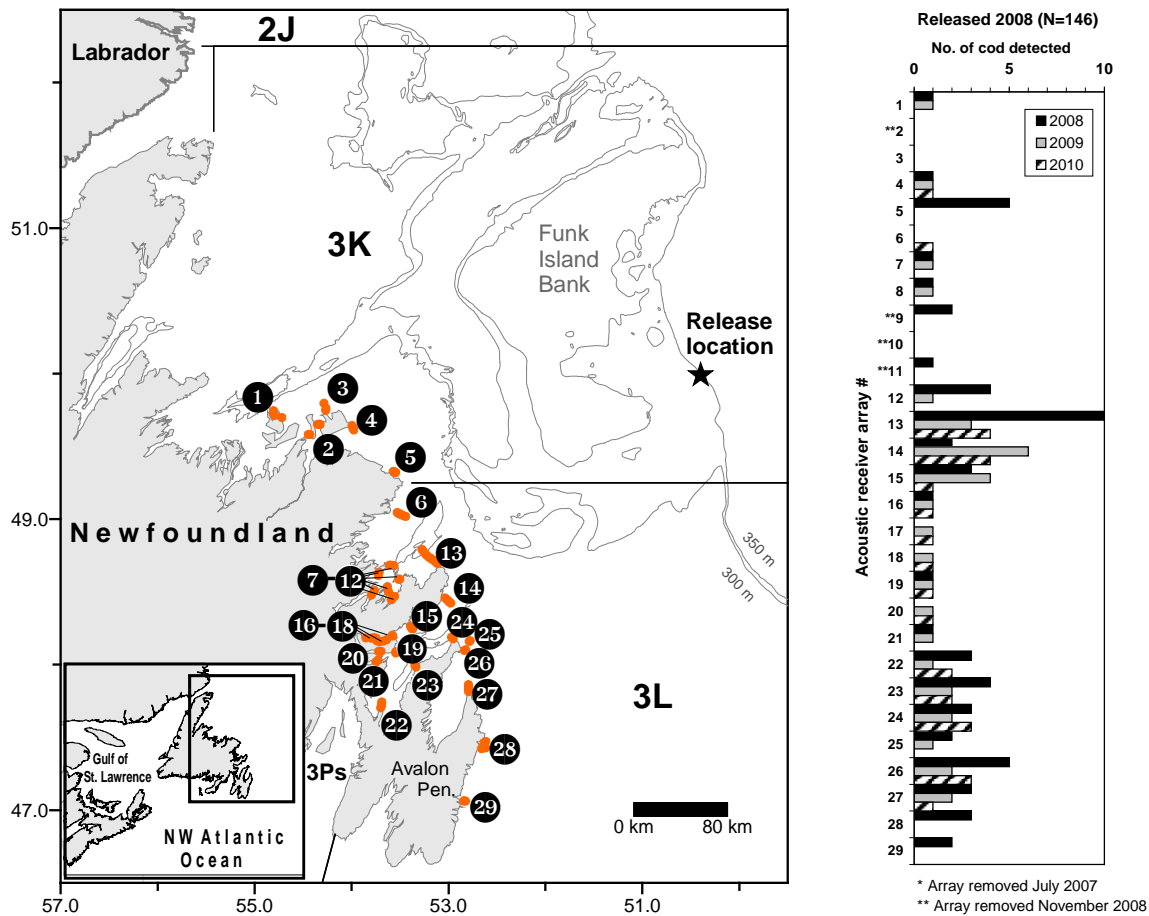 2J
Labrador
51.0
3K
Funk
Island
Bank
Release
location
1
3
4
2
5
49.0
6
Newfoundland
350 m
300 m
13
7
12
14
15
16
18
24
25
20
19
26
21
23
27
22
3L
28
3Ps
Avalon
Pen.
29
47.0
0 km 80 km
Gulf of
St. Lawrence
NW Atlantic
Ocean
57.0 55.0 53.0 51.0
Released 2008 (N=146)
No. of cod detected
0 5 10
2008
2009
2010
Acoustic receiver array #
1
**2
3
4
5
6
7
8
**9
**10
**11
12
13
14
15
16
17
18
19
20
21
22
23
24
25
26
27
28
29
* Array removed July 2007
** Array removed November 2008